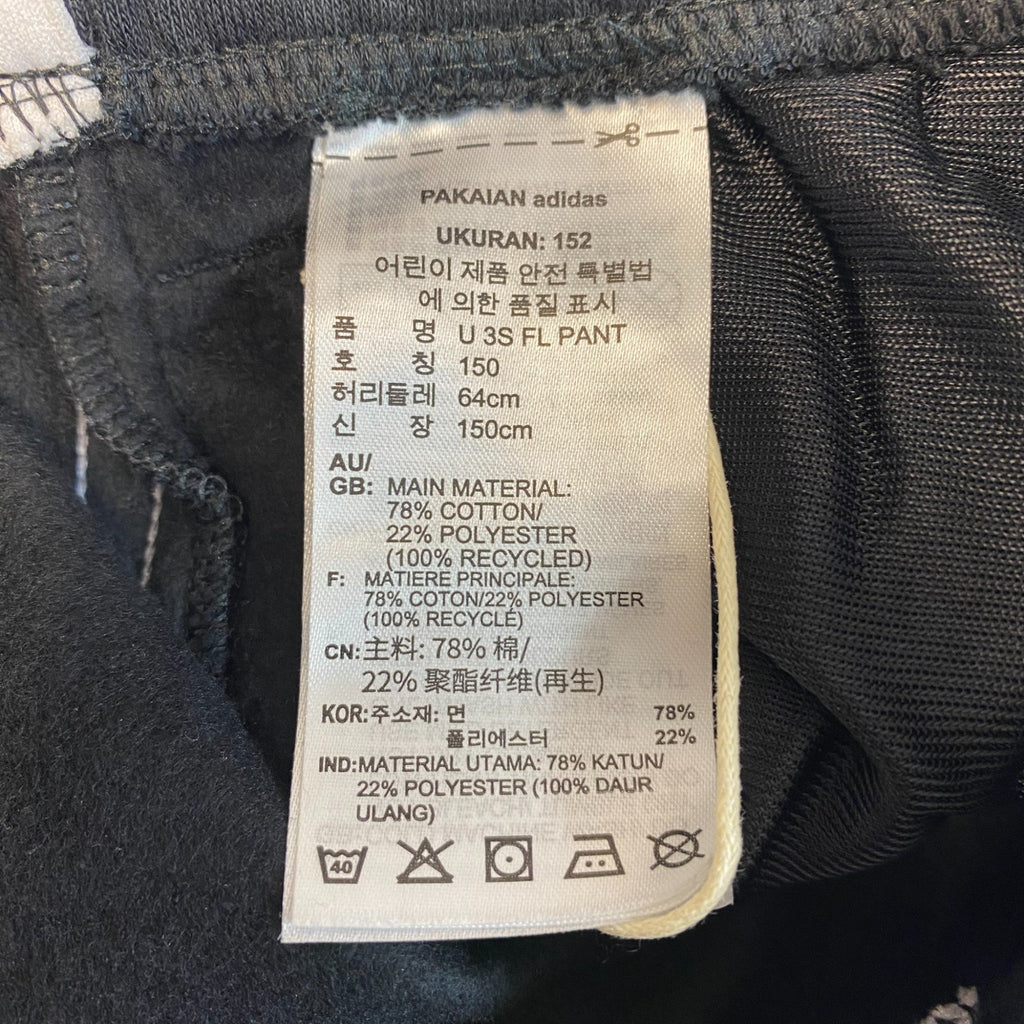 PAKAIAN adidas
UKURAN: 152
어린이 제품 안전 특별법
에 의한 품질 표시
품 명 U 3S FL PANT
호 칭 150
허리둘레 64cm
신 장 150cm
AU/
GB: MAIN MATERIAL:
78% COTTON/
22% POLYESTER
(100% RECYCLED)
F: MATIERE PRINCIPALE:
78% COTON/22% POLYESTER
(100% RECYCLÉ)
CN: 主料: 78% 棉/
22% 聚酯纤维(再生)
KOR: 주소재: 면 78%
폴리에스터 22%
IND: MATERIAL UTAMA: 78% KATUN/
22% POLYESTER (100% DAUR
ULANG)
40